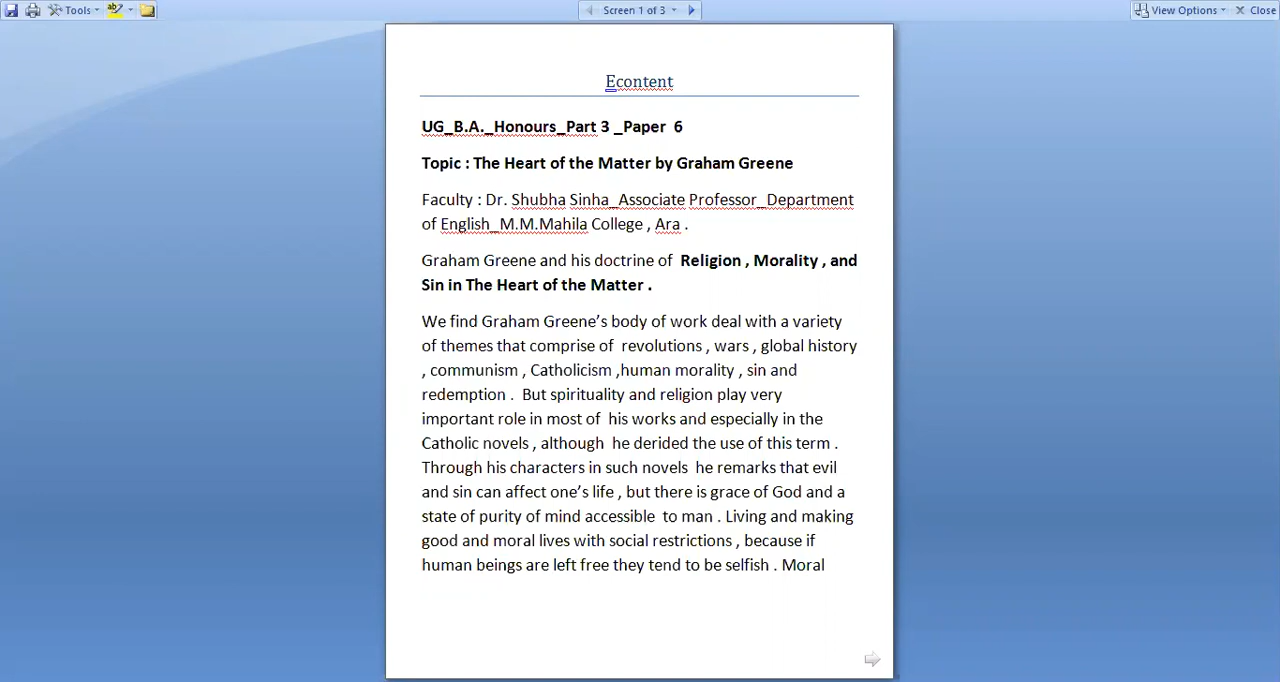 Tools
Screen 1 of 3
View Options
Close
Econtent
UG_B.A._Honours_Part 3 _Paper  6
Topic : The Heart of the Matter by Graham Greene
Faculty : Dr. Shubha Sinha_Associate Professor_Department
of English_M.M.Mahila College , Ara .
Graham Greene and his doctrine of  Religion , Morality , and
Sin in The Heart of the Matter .
We find Graham Greene’s body of work deal with a variety
of themes that comprise of  revolutions , wars , global history
, communism , Catholicism ,human morality , sin and
redemption .  But spirituality and religion play very
important role in most of  his works and especially in the
Catholic novels , although  he derided the use of this term .
Through his characters in such novels  he remarks that evil
and sin can affect one’s life , but there is grace of God and a
state of purity of mind accessible  to man . Living and making
good and moral lives with social restrictions , because if
human beings are left free they tend to be selfish . Moral